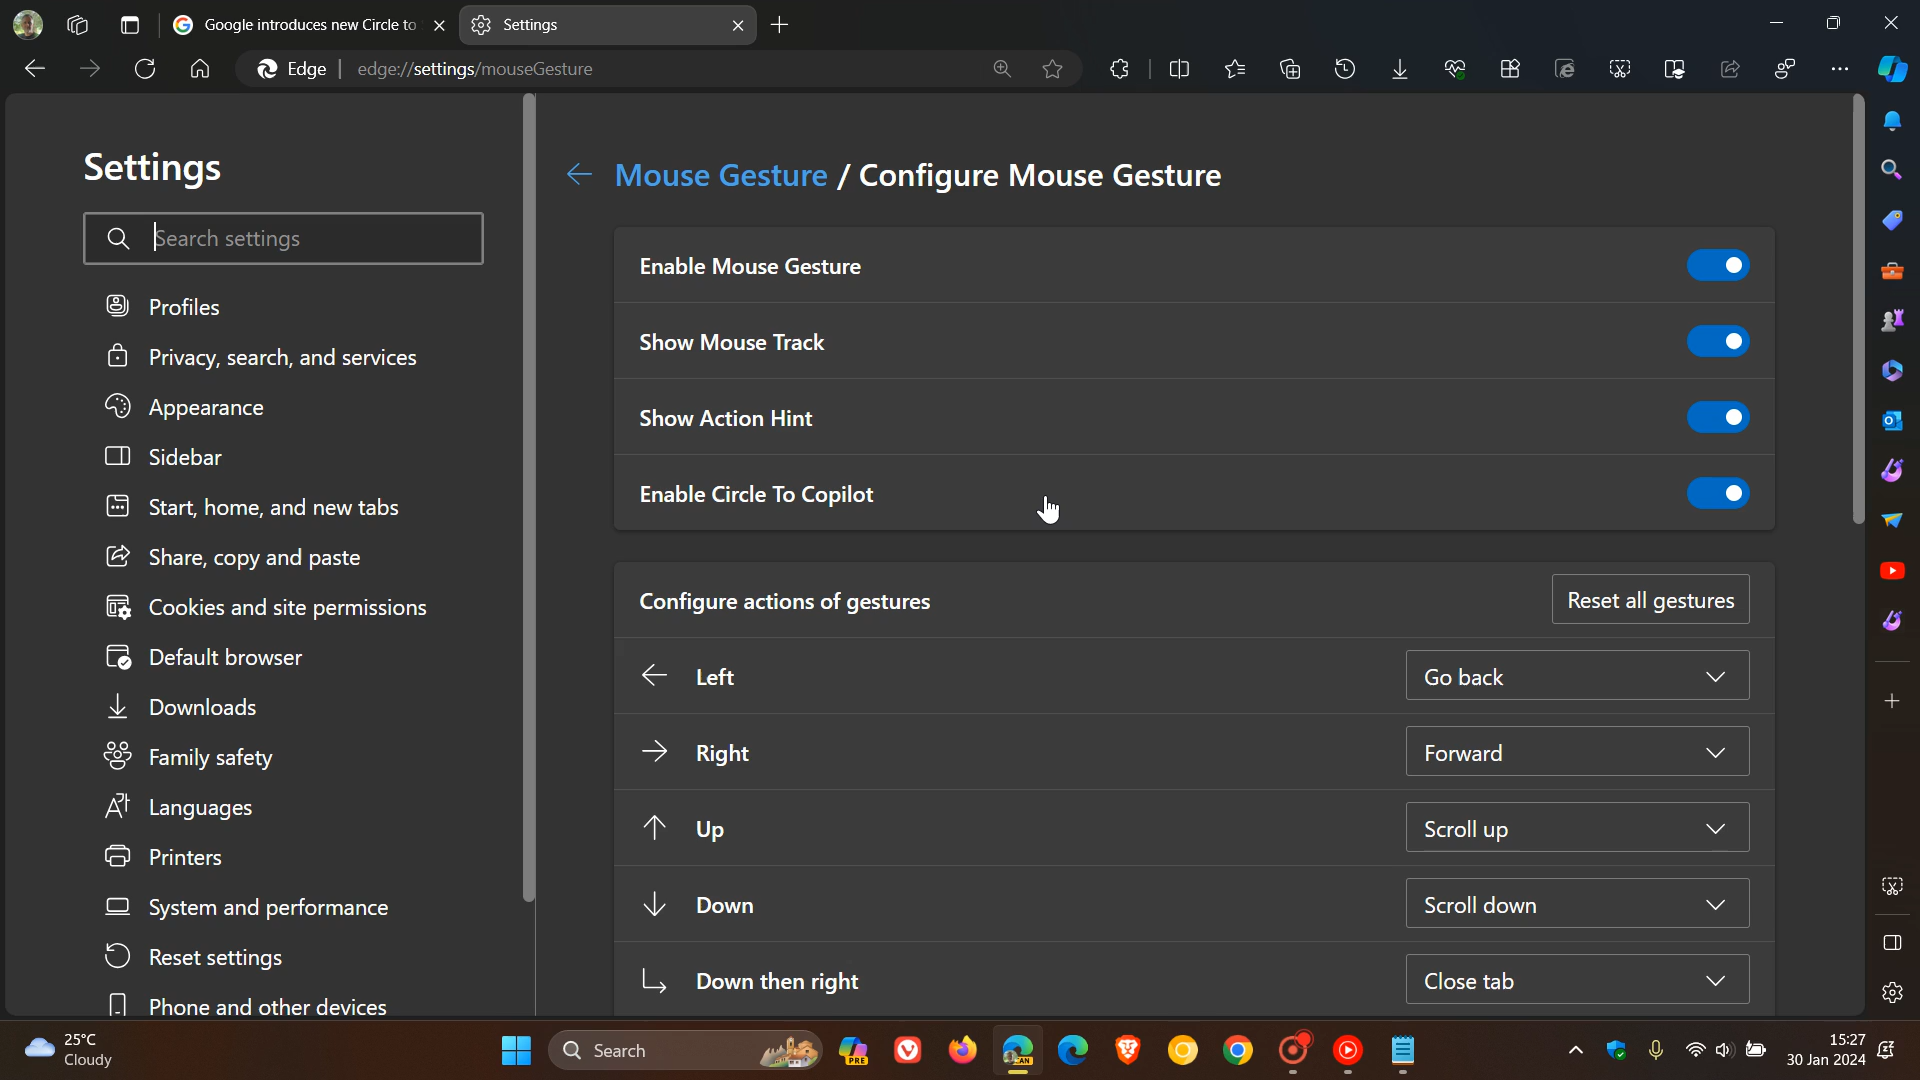 Google introduces new Circle to
Settings
Edge
edge://settings/mouseGesture
Settings
Search settings
Profiles
Privacy, search, and services
Appearance
Sidebar
Start, home, and new tabs
Share, copy and paste
Cookies and site permissions
Default browser
Downloads
Family safety
Languages
Printers
System and performance
Reset settings
Phone and other devices
Mouse Gesture / Configure Mouse Gesture
Enable Mouse Gesture
Show Mouse Track
Show Action Hint
Enable Circle To Copilot
Configure actions of gestures
Reset all gestures
Left
Go back
Right
Forward
Up
Scroll up
Down
Scroll down
Down then right
Close tab
25°C
Cloudy
Search
PRE
CAN
15:27
30 Jan 2024